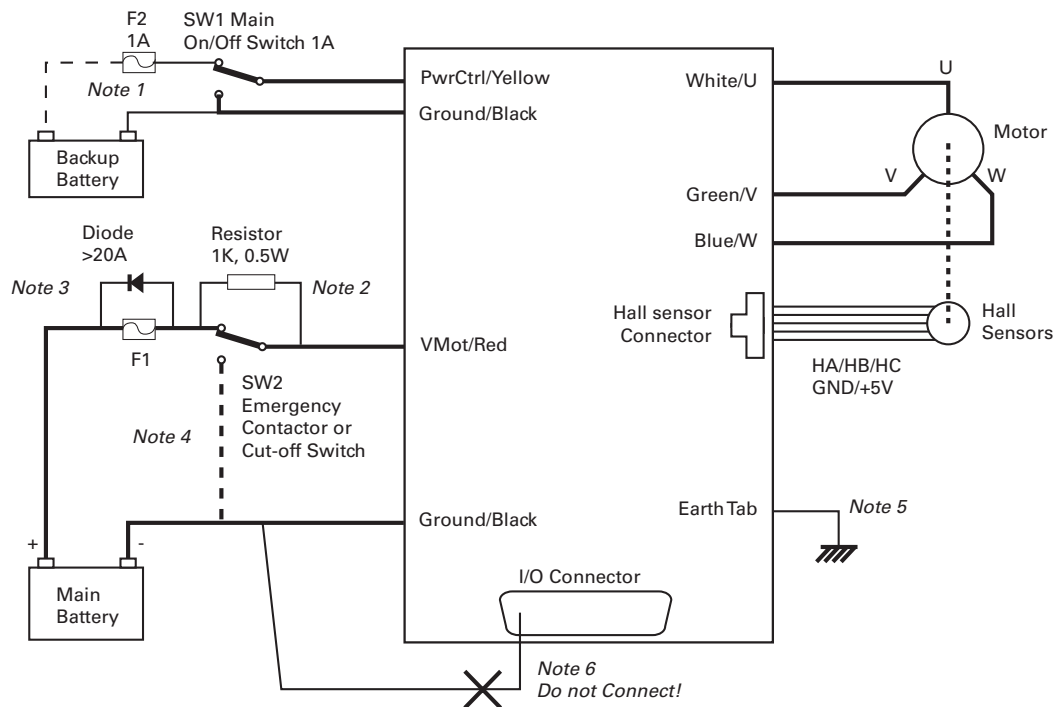 F2
1A
SW1 Main
On/Off Switch 1A
Note 1
PwrCtrl/Yellow
Ground/Black
Backup
Battery
White/U
U
Motor
V
W
Green/V
Blue/W
Diode
>20A
Resistor
1K, 0.5W
Note 3
Note 2
F1
VMot/Red
Hall sensor
Connector
Hall
Sensors
HA/HB/HC
GND/+5V
SW2
Emergency
Contactor or
Cut-off Switch
Note 4
Ground/Black
Earth Tab
Note 5
+
-
Main
Battery
I/O Connector
Note 6
Do not Connect!